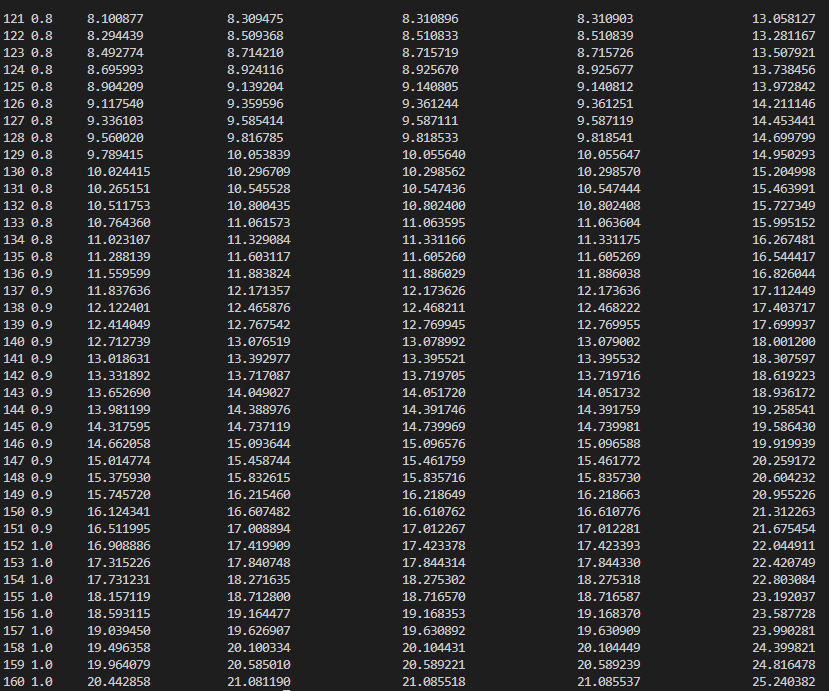 121 0.8 8.100877 8.309475 8.310896 8.310903 13.058127
122 0.8 8.294439 8.509368 8.510833 8.510839 13.281167
123 0.8 8.492774 8.714210 8.715719 8.715726 13.507921
124 0.8 8.695993 8.924116 8.925670 8.925677 13.738456
125 0.8 8.904209 9.139204 9.140805 9.140812 13.972842
126 0.8 9.117540 9.359596 9.361244 9.361251 14.211146
127 0.8 9.336103 9.585414 9.587111 9.587119 14.453441
128 0.8 9.560020 9.816785 9.818533 9.818541 14.699799
129 0.8 9.789415 10.053839 10.055640 10.055647 14.950293
130 0.8 10.024415 10.296709 10.298562 10.298570 15.204998
131 0.8 10.265151 10.545528 10.547436 10.547444 15.463991
132 0.8 10.511753 10.800435 10.802400 10.802408 15.727349
133 0.8 10.764360 11.061573 11.063595 11.063604 15.995152
134 0.8 11.023107 11.329084 11.331166 11.331175 16.267481
135 0.8 11.288139 11.603117 11.605260 11.605269 16.544417
136 0.9 11.559599 11.883824 11.886029 11.886038 16.826044
137 0.9 11.837636 12.171357 12.173626 12.173636 17.112449
138 0.9 12.122401 12.465876 12.468211 12.468222 17.403717
139 0.9 12.414049 12.767542 12.769945 12.769955 17.699937
140 0.9 12.712739 13.076519 13.078992 13.079002 18.001200
141 0.9 13.018631 13.392977 13.395521 13.395532 18.307597
142 0.9 13.331892 13.717087 13.719705 13.719716 18.619223
143 0.9 13.652690 14.049027 14.051720 14.051732 18.936172
144 0.9 13.981199 14.388976 14.391746 14.391759 19.258541
145 0.9 14.317595 14.737119 14.739969 14.739981 19.586430
146 0.9 14.662058 15.093644 15.096576 15.096588 19.919939
147 0.9 15.014774 15.458744 15.461759 15.461772 20.259172
148 0.9 15.375930 15.832615 15.835716 15.835730 20.604232
149 0.9 15.745720 16.215460 16.218649 16.218663 20.955226
150 0.9 16.124341 16.607482 16.610762 16.610776 21.312263
151 0.9 16.511995 17.008894 17.012267 17.012281 21.675454
152 1.0 16.908886 17.419909 17.423378 17.423393 22.044911
153 1.0 17.315226 17.840748 17.844314 17.844330 22.420749
154 1.0 17.731231 18.271635 18.275302 18.275318 22.803084
155 1.0 18.157119 18.712800 18.716570 18.716587 23.192037
156 1.0 18.593115 19.164477 19.168353 19.168370 23.587728
157 1.0 19.039450 19.626907 19.630892 19.630909 23.990281
158 1.0 19.496358 20.100334 20.104431 20.104449 24.399821
159 1.0 19.964079 20.585010 20.589221 20.589239 24.816478
160 1.0 20.442858 21.081190 21.085518 21.085537 25.240382